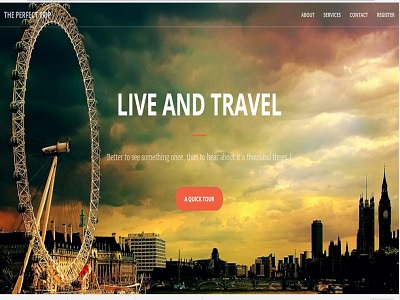 THE PERFECT TRIP
ABOUT SERVICES CONTACT REGISTER
LIVE AND TRAVEL
Better to see something once, than to hear about it a thousand times !
A QUICK TOUR